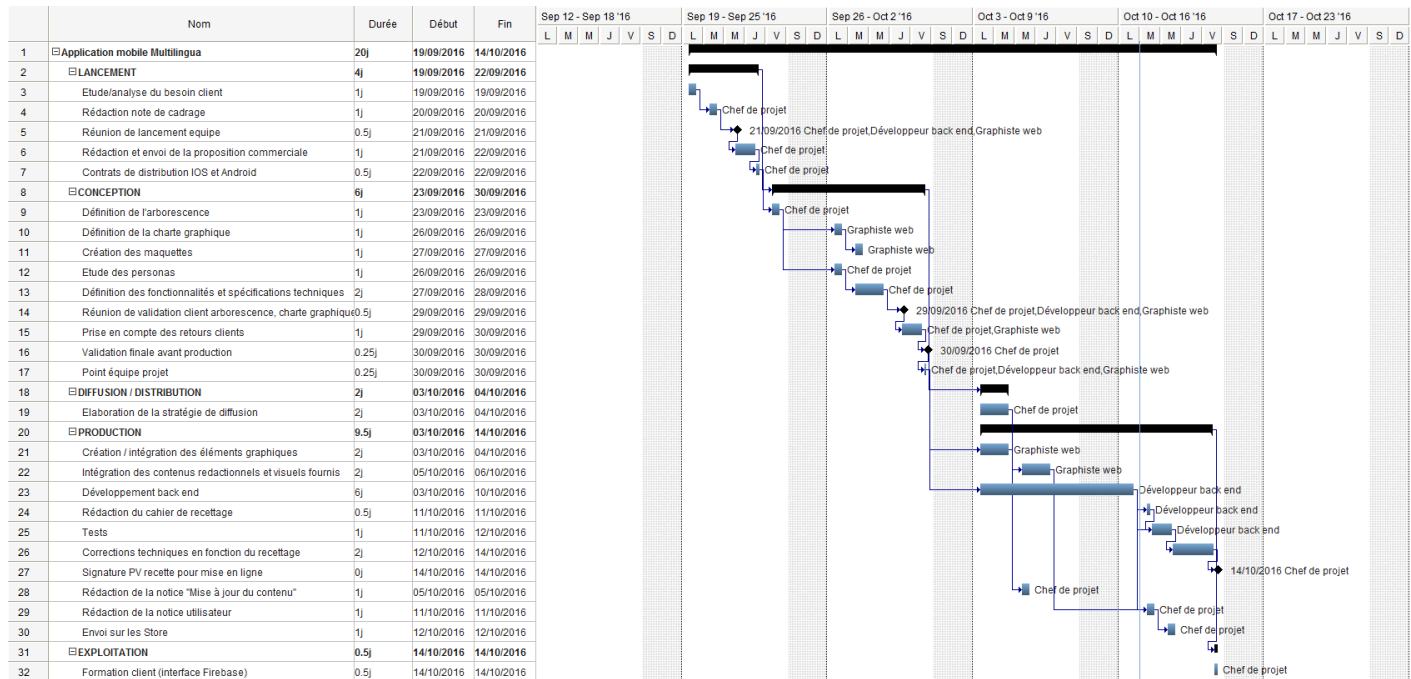 Nom Durée Début Fin Sep 12 - Sep 18 '16 Sep 19 - Sep 25 '16 Sep 26 - Oct 2 '16 Oct 3 - Oct 9 '16 Oct 10 - Oct 16 '16 Oct 17 - Oct 23 '16
L M M J V S D L M M J V S D L M M J V S D L M M J V S D L M M J V S D L M M J V S D
1 Application mobile Multilingua 20j 19/09/2016 14/10/2016
2 LANCEMENT 4j 19/09/2016 22/09/2016
3 Etude/analyse du besoin client 1j 19/09/2016 19/09/2016
4 Rédaction note de cadrage 1j 20/09/2016 20/09/2016 Chef de projet
5 Réunion de lancement equipe 0.5j 21/09/2016 21/09/2016 21/09/2016 Chef de projet,Développeur back end,Graphiste web
6 Rédaction et envoi de la proposition commerciale 1j 21/09/2016 22/09/2016 Chef de projet
7 Contrats de distribution IOS et Android 0.5j 22/09/2016 22/09/2016 Chef de projet
8 CONCEPTION 6j 23/09/2016 30/09/2016
9 Définition de l'arborescence 1j 23/09/2016 23/09/2016 Chef de projet
10 Définition de la charte graphique 1j 26/09/2016 26/09/2016 Graphiste web
11 Création des maquettes 1j 27/09/2016 27/09/2016 Graphiste web
12 Etude des personas 1j 26/09/2016 26/09/2016 Chef de projet
13 Définition des fonctionnalités et spécifications techniques 2j 27/09/2016 28/09/2016 Chef de projet
14 Réunion de validation client arborescence, charte graphique 0.5j 29/09/2016 29/09/2016 29/09/2016 Chef de projet,Développeur back end,Graphiste web
15 Prise en compte des retours clients 1j 29/09/2016 30/09/2016 Chef de projet,Graphiste web
16 Validation finale avant production 0.25j 30/09/2016 30/09/2016 30/09/2016 Chef de projet
17 Point équipe projet 0.25j 30/09/2016 30/09/2016 Chef de projet,Développeur back end,Graphiste web
18 DIFFUSION / DISTRIBUTION 2j 03/10/2016 04/10/2016
19 Elaboration de la stratégie de diffusion 2j 03/10/2016 04/10/2016 Chef de projet
20 PRODUCTION 9.5j 03/10/2016 14/10/2016
21 Création / intégration des éléments graphiques 2j 03/10/2016 04/10/2016 Graphiste web
22 Intégration des contenus redactionnels et visuels fournis 2j 05/10/2016 06/10/2016 Graphiste web
23 Développement back end 6j 03/10/2016 10/10/2016 Développeur back end
24 Rédaction du cahier de recettage 0.5j 11/10/2016 11/10/2016 Développeur back end
25 Tests 1j 11/10/2016 12/10/2016 Développeur back end
26 Corrections techniques en fonction du recettage 2j 12/10/2016 14/10/2016
27 Signature PV recette pour mise en ligne 0j 14/10/2016 14/10/2016 14/10/2016 Chef de projet
28 Rédaction de la notice "Mise à jour du contenu" 1j 05/10/2016 05/10/2016 Chef de projet
29 Rédaction de la notice utilisateur 1j 11/10/2016 11/10/2016 Chef de projet
30 Envoi sur les Store 1j 12/10/2016 12/10/2016 Chef de projet
31 EXPLOITATION 0.5j 14/10/2016 14/10/2016
32 Formation client (interface Firebase) 0.5j 14/10/2016 14/10/2016 Chef de projet